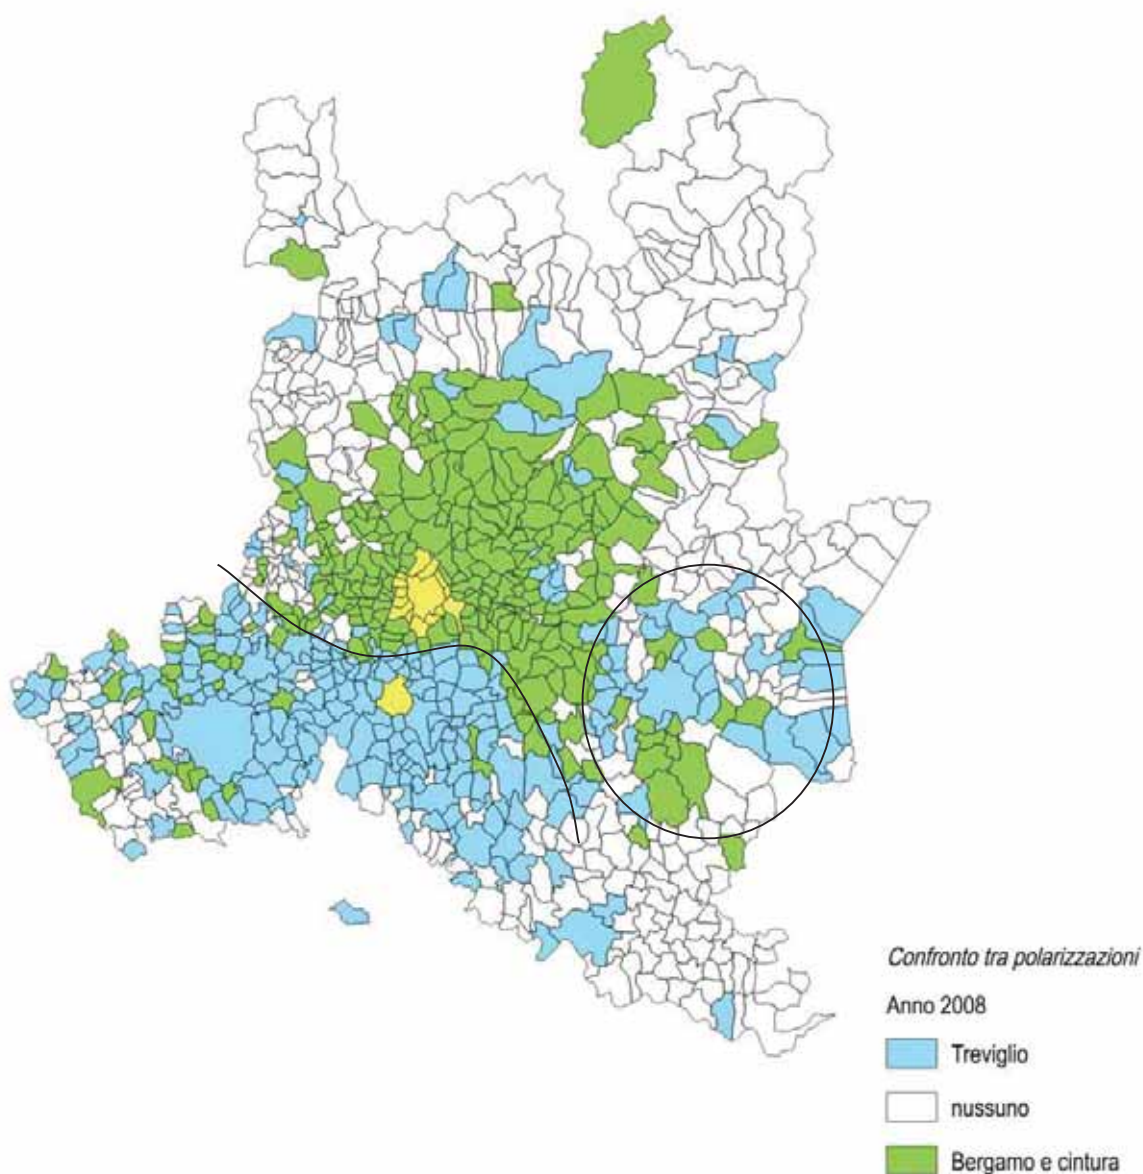 Confronto tra polarizzazioni
Anno 2008
Treviglio
nussuno
Bergamo e cintura